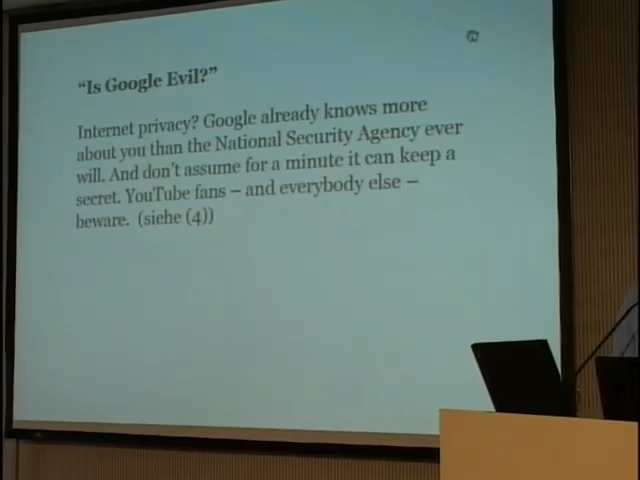 “Is Google Evil?”
Internet privacy? Google already knows more
about you than the National Security Agency ever
will. And don’t assume for a minute it can keep a
secret. YouTube fans – and everybody else –
beware. (siehe (4))